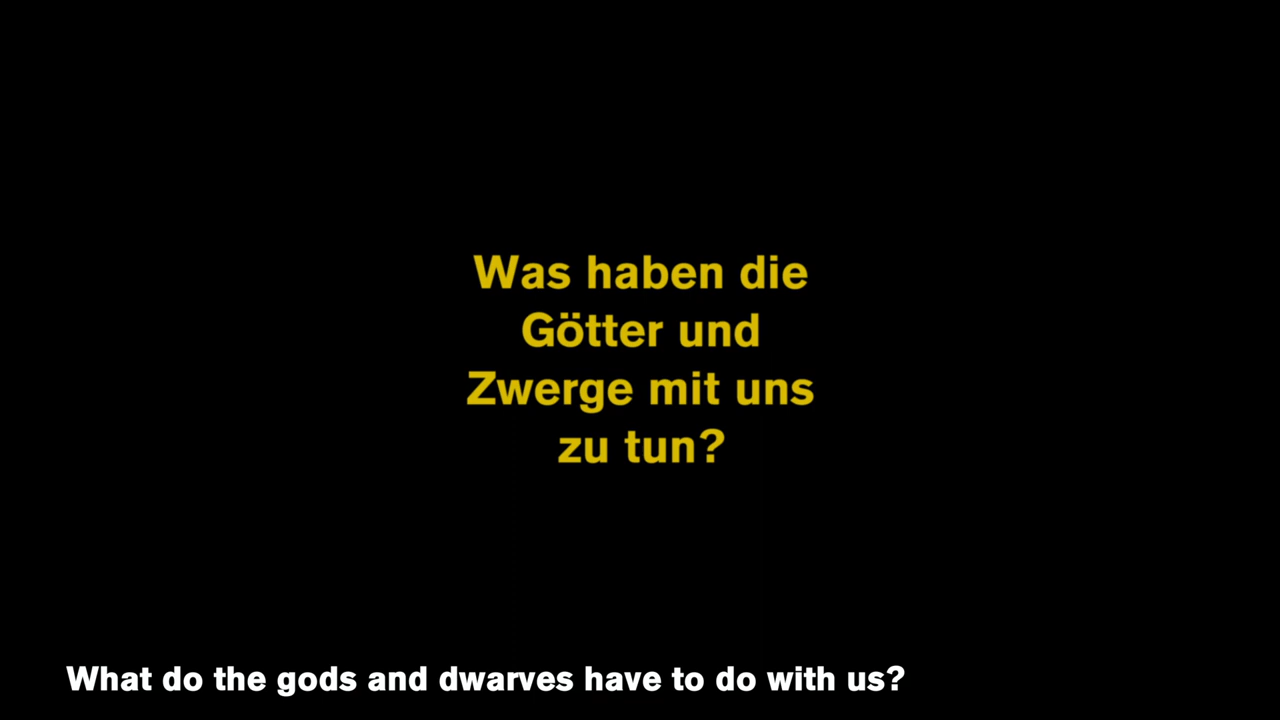 Was haben die
Götter und
Zwerge mit uns
zu tun?
What do the gods and dwarves have to do with us?